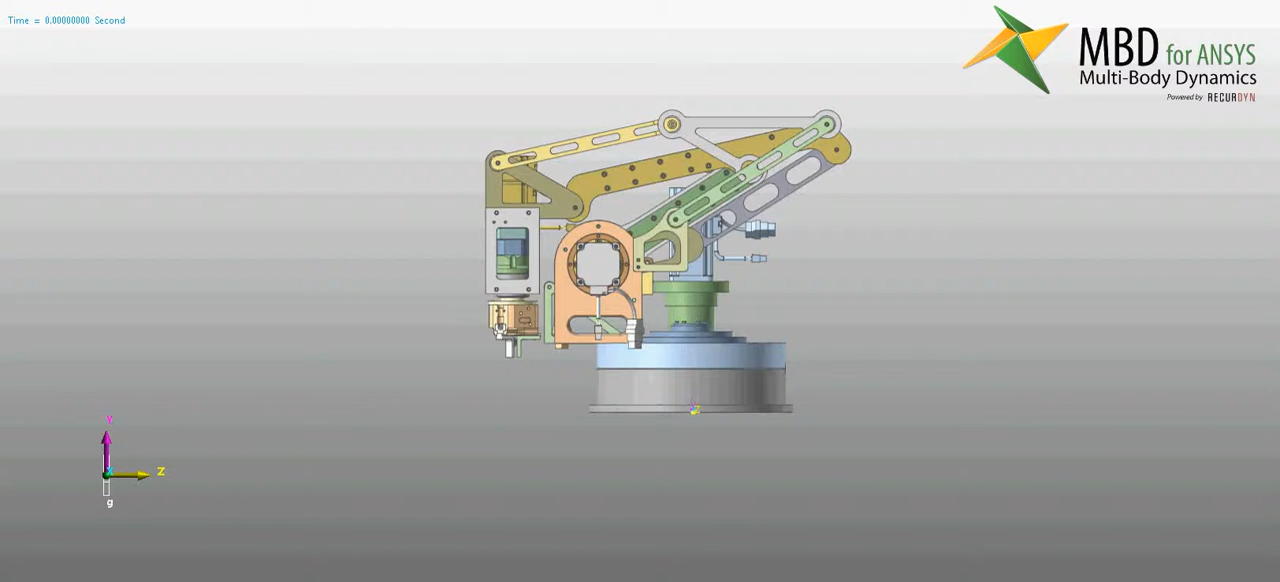 Time = 0.00000000 Second
MBD for ANSYS
Multi-Body Dynamics
Powered by RECURDYN
Y
X
Z
g
Z